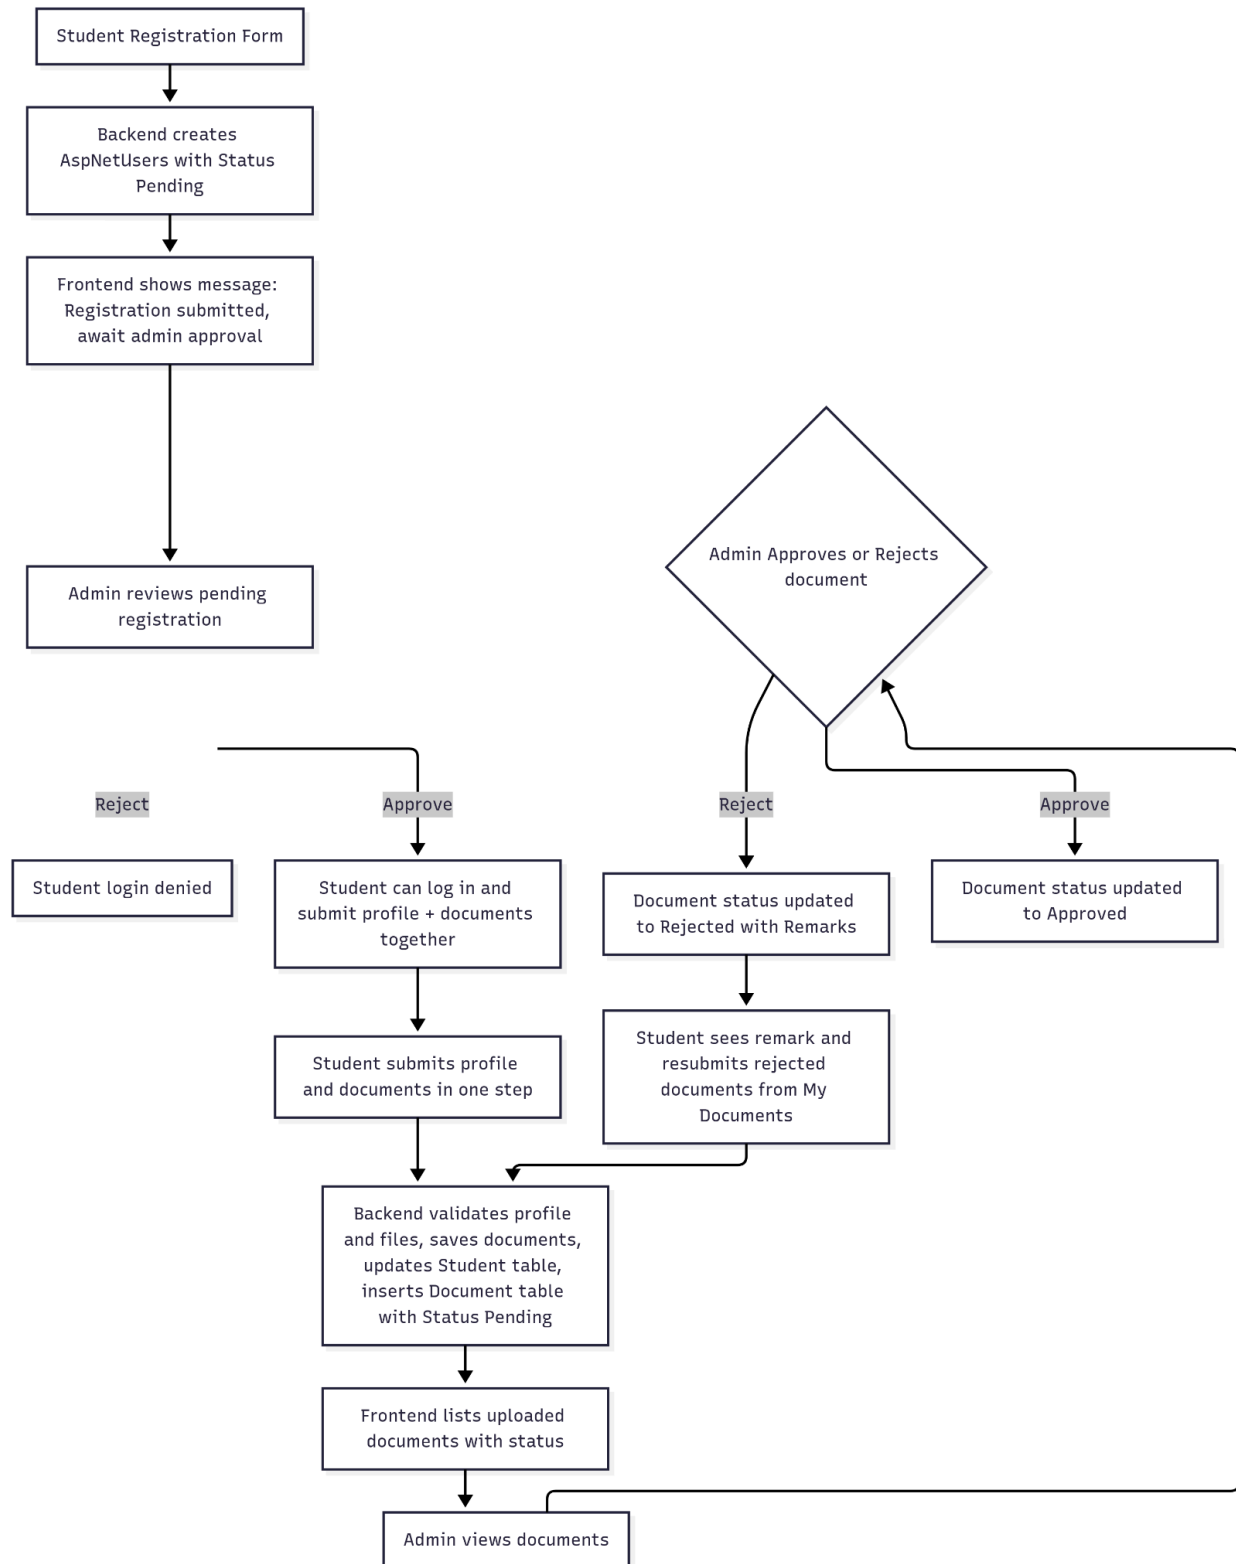 Student Registration Form
Backend creates
AspNetUsers with Status
Pending
Frontend shows message:
Registration submitted,
await admin approval
Admin reviews pending
registration
Admin Approves or Rejects
document
Reject
Approve
Reject
Approve
Student login denied
Student can log in and
submit profile + documents
together
Document status updated
to Rejected with Remarks
Document status updated
to Approved
Student submits profile
and documents in one step
Student sees remark and
resubmits rejected
documents from My
Documents
Backend validates profile
and files, saves documents,
updates Student table,
inserts Document table
with Status Pending
Frontend lists uploaded
documents with status
Admin views documents